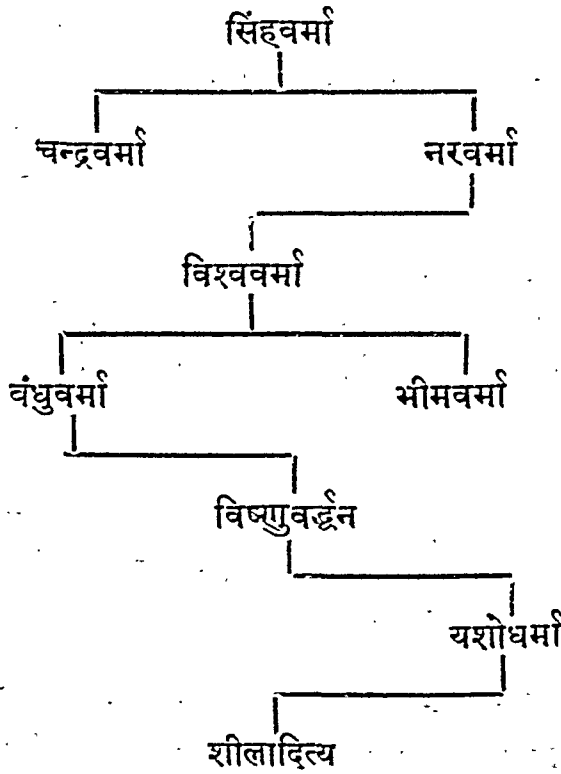 सिंहवर्मा
चन्द्रवर्मा नरवर्मा
विश्ववर्मा
वंधुवर्मा भीमवर्मा
विष्णुवर्द्धन
यशोधर्मा
शीलादित्य